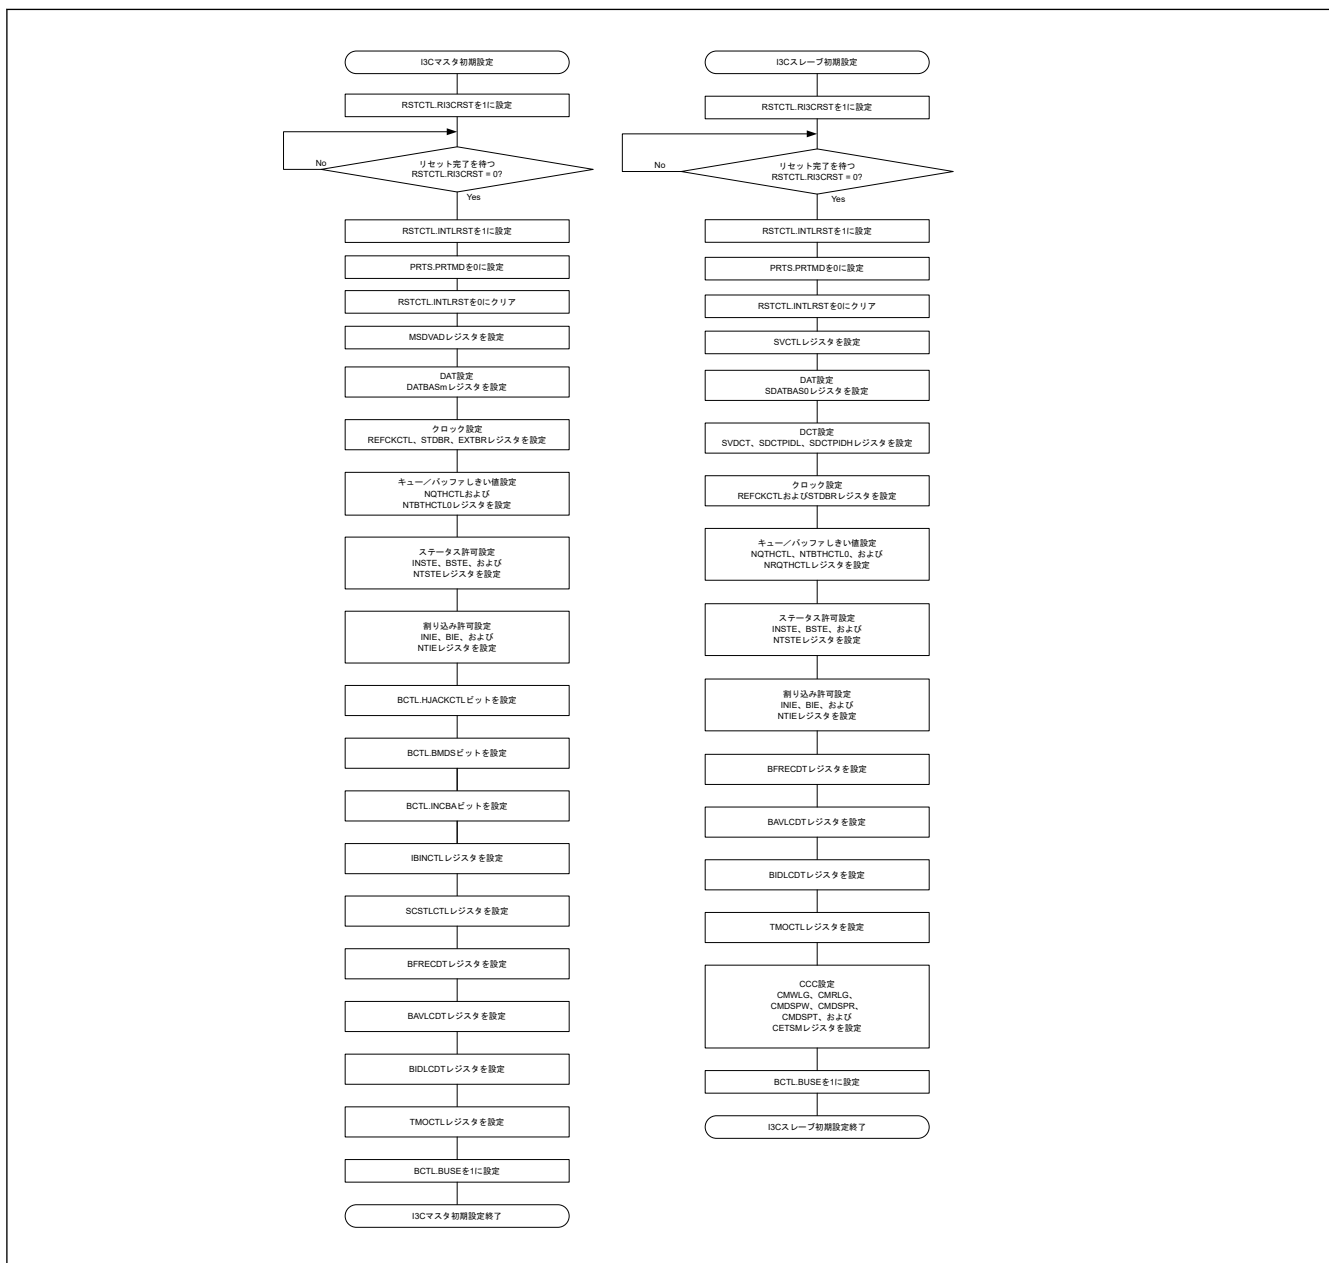 I3Cマスタ初期設定
RSTCTL.RI3CRSTを1に設定
No
リセット完了を待つ
RSTCTL.RI3CRST = 0?
Yes
RSTCTL.INTLRSTを1に設定
PRTS.PRTMDを0に設定
RSTCTL.INTLRSTを0にクリア
MSDVADレジスタを設定
DAT設定
DATBASmレジスタを設定
クロック設定
REFCKCTL、STDBR、EXTBRレジスタを設定
キュー／バッファしきい値設定
NQTHCTLおよび
NTBTHCTL0レジスタを設定
ステータス許可設定
INSTE、BSTE、および
NTSTEレジスタを設定
割り込み許可設定
INIE、BIE、および
NTIEレジスタを設定
BCTL.HJACKCTLビットを設定
BCTL.BMDSビットを設定
BCTL.INCBAビットを設定
IBINCTLレジスタを設定
SCSTLCTLレジスタを設定
BFRECDTレジスタを設定
BAVLCDTレジスタを設定
BIDLCDTレジスタを設定
TMOCTLレジスタを設定
BCTL.BUSEを1に設定
I3Cマスタ初期設定終了
I3Cスレーブ初期設定
RSTCTL.RI3CRSTを1に設定
No
リセット完了を待つ
RSTCTL.RI3CRST = 0?
Yes
RSTCTL.INTLRSTを1に設定
PRTS.PRTMDを0に設定
RSTCTL.INTLRSTを0にクリア
SVCTLレジスタを設定
DAT設定
SDATBAS0レジスタを設定
DCT設定
SVDCT、SDCTPIDL、SDCTPIDHレジスタを設定
クロック設定
REFCKCTLおよびSTDBRレジスタを設定
キュー／バッファしきい値設定
NQTHCTL、NTBTHCTL0、および
NRQTHCTLレジスタを設定
ステータス許可設定
INSTE、BSTE、および
NTSTEレジスタを設定
割り込み許可設定
INIE、BIE、および
NTIEレジスタを設定
BFRECDTレジスタを設定
BAVLCDTレジスタを設定
BIDLCDTレジスタを設定
TMOCTLレジスタを設定
CCC設定
CMWLG、CMRLG、
CMDSPW、CMDSPR、
CMDSPT、および
CETSMレジスタを設定
BCTL.BUSEを1に設定
I3Cスレーブ初期設定終了